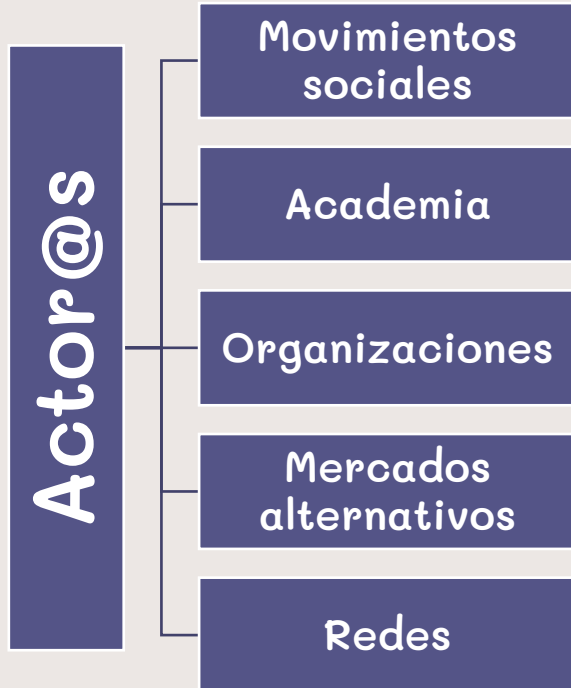 Actor@s
Movimientos
sociales
Academia
Organizaciones
Mercados
alternativos
Redes